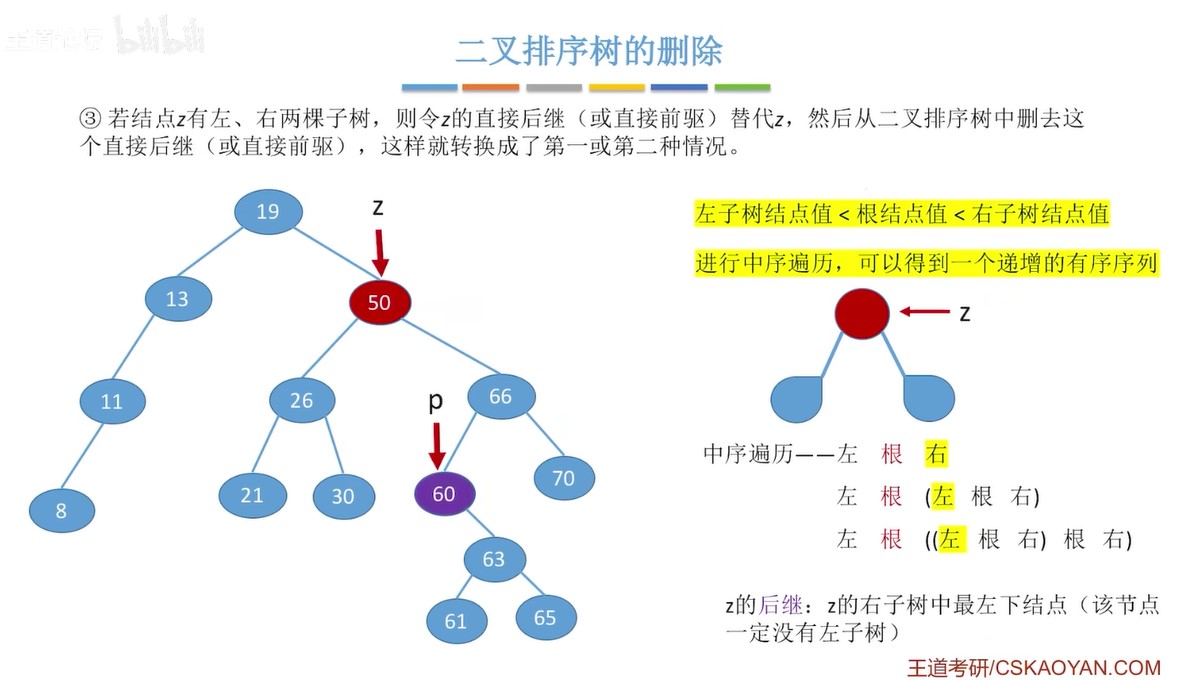 王道论坛 bilibili
二叉排序树的删除
③ 若结点z有左、右两棵子树，则令z的直接后继（或直接前驱）替代z，然后从二叉排序树中删去这
个直接后继（或直接前驱），这样就转换成了第一或第二种情况。
19
z
左子树结点值 < 根结点值 < 右子树结点值
进行中序遍历，可以得到一个递增的有序序列
13
50
z
11
26
p
66
中序遍历——左 根 右
8
21
30
60
70
左 根 (左 根 右)
左 根 ((左 根 右) 根 右)
63
61
65
z的后继：z的右子树中最左下结点（该节点
一定没有左子树）
王道考研/CSKAOYAN.COM